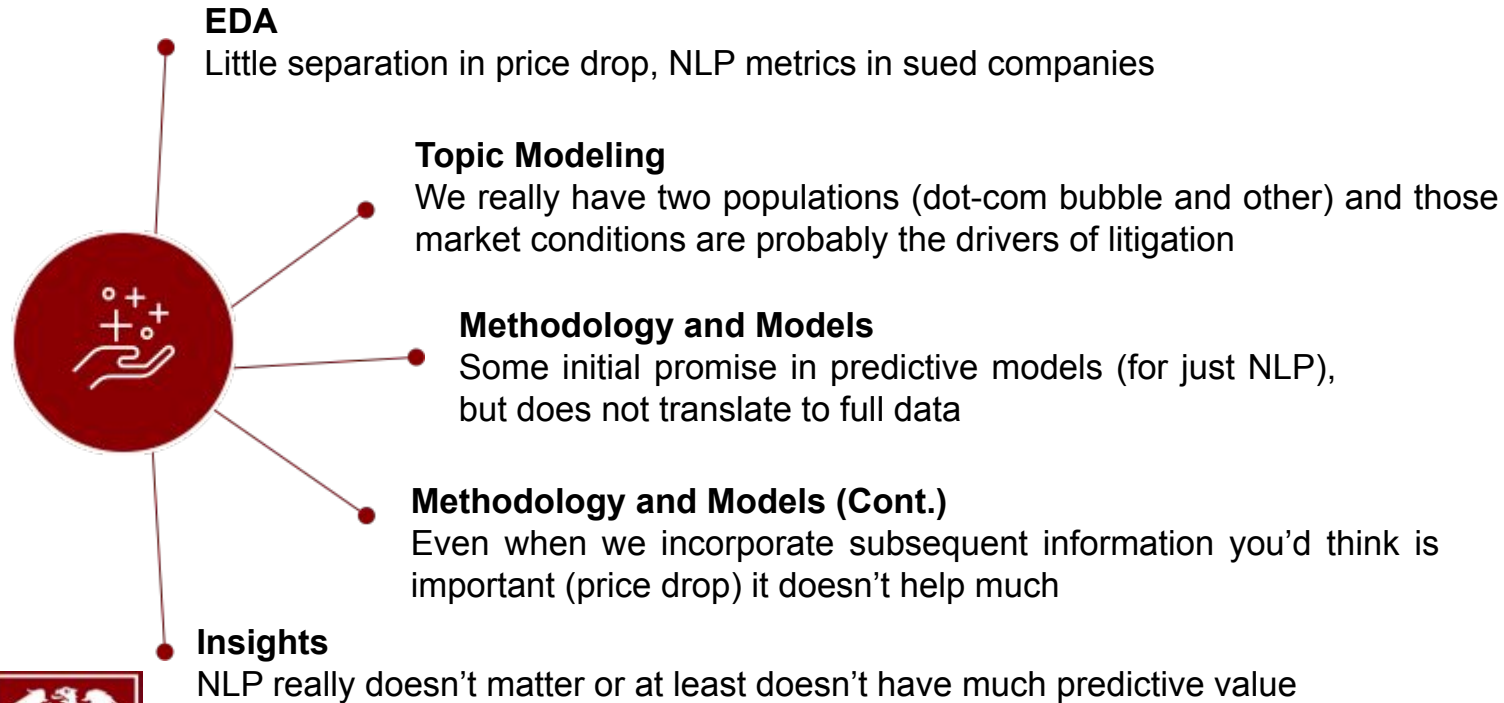 EDA
Little separation in price drop, NLP metrics in sued companies
Topic Modeling
We really have two populations (dot-com bubble and other) and those
market conditions are probably the drivers of litigation
Methodology and Models
Some initial promise in predictive models (for just NLP),
but does not translate to full data
Methodology and Models (Cont.)
Even when we incorporate subsequent information you’d think is
important (price drop) it doesn’t help much
Insights
NLP really doesn’t matter or at least doesn’t have much predictive value